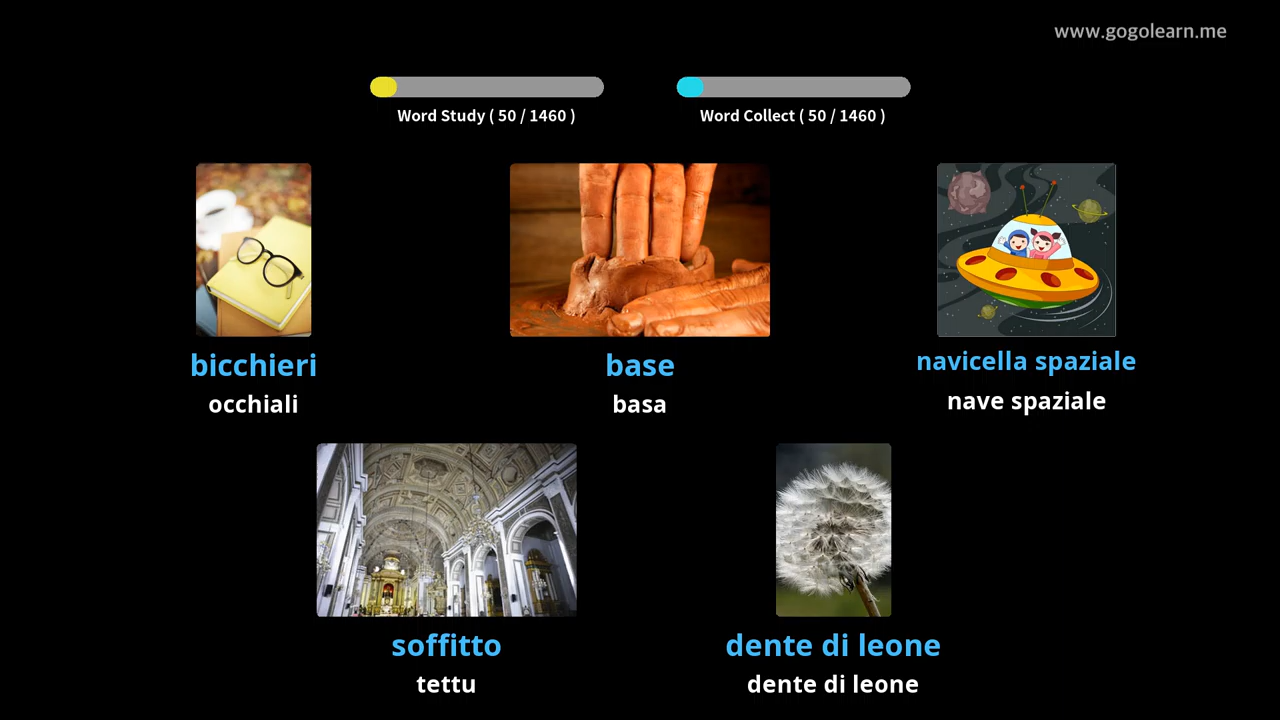 www.gogolearn.me
Word Study ( 50 / 1460 )
Word Collect ( 50 / 1460 )
bicchieri
occhiali
base
basa
navicella spaziale
nave spaziale
soffitto
tettu
dente di leone
dente di leone